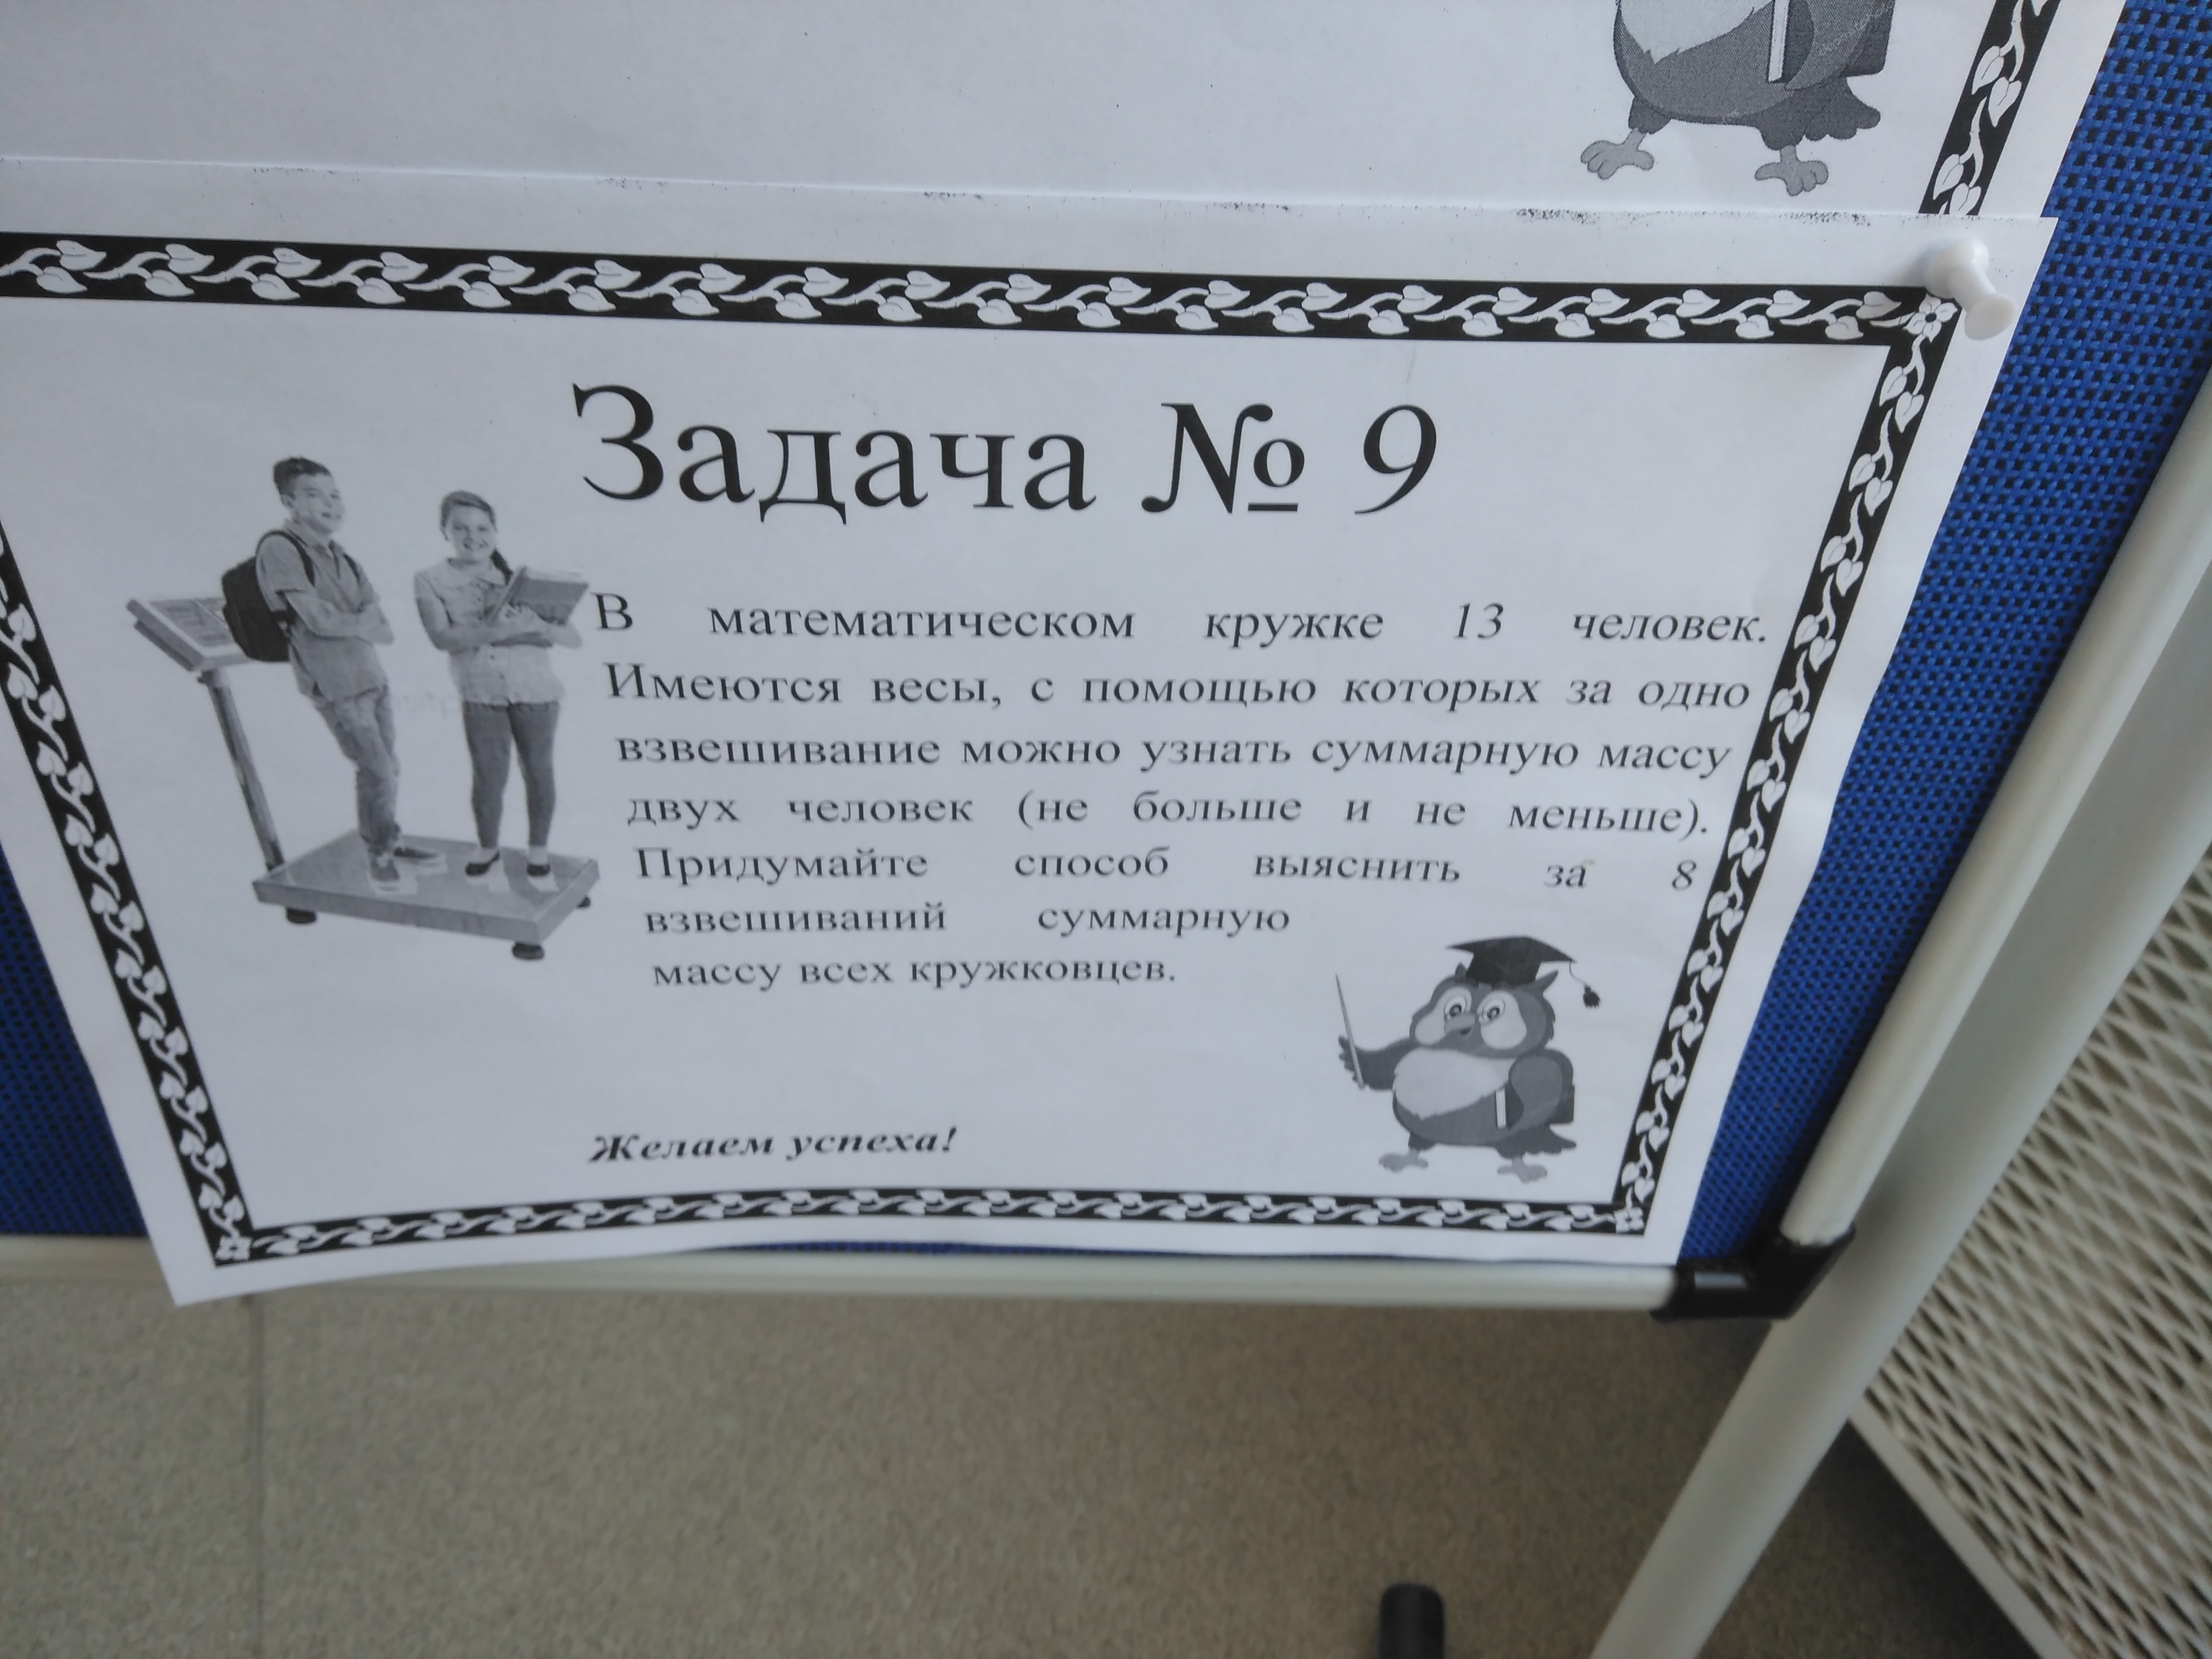 Задача № 9
В математическом кружке 13 человек.
Имеются весы, с помощью которых за одно
взвешивание можно узнать суммарную массу
двух человек (не больше и не меньше).
Придумайте способ выяснить за 8
взвешиваний суммарную
массу всех кружковцев.
Желаем успеха!